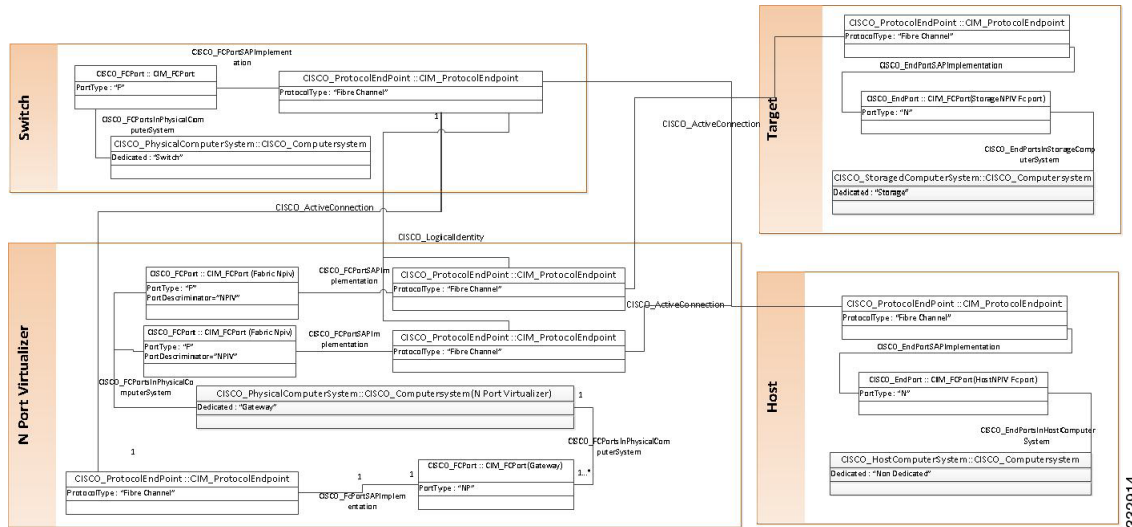 Switch
CISCO_FCPortSAPImplement
ation
CISCO_FCPort :: CIM_FCPort
PortType : "F"
CISCO_ProtocolEndPoint ::CIM_ProtocolEndpoint
ProtocolType : "Fibre Channel"
1
CISCO_FCPortsInPhysicalCom
puterSystem
CISCO_PhysicalComputerSystem::CISCO_Computersystem
Dedicated : "Switch"
CISCO_ActiveConnection
CISCO_LogicalIdentity
CISCO_ActiveConnection
Target
CISCO_ProtocolEndPoint ::CIM_ProtocolEndpoint
ProtocolType : "Fibre Channel"
CISCO_EndPortSAPImplementation
CISCO_EndPort :: CIM_FCPort(StorageNPIV Fcport)
PortType : "N"
CISCO_EndPortsInStorageComp
uterSystem
CISCO_StoragedComputerSystem::CISCO_Computersystem
Dedicated : "Storage"
N Port Virtualizer
CISCO_FCPort :: CIM_FCPort (Fabric Npiv)
PortType : "F"
PortDescriminator="NPIV"
CISCO_FCPortSAPIm
plementation
CISCO_ProtocolEndPoint ::CIM_ProtocolEndpoint
ProtocolType : "Fibre Channel"
CISCO_ActiveConnection
CISCO_FCPort :: CIM_FCPort (Fabric Npiv)
PortType : "F"
PortDescriminator="NPIV"
CISCO_FCPortSAPIm
plementation
CISCO_ProtocolEndPoint ::CIM_ProtocolEndpoint
ProtocolType : "Fibre Channel"
CISCO_FCPortsInPhysicalCo
mputerSystem
CISCO_PhysicalComputerSystem::CISCO_Computersystem(N Port Virtualizer)
Dedicated : "Gateway"
1
CISCO_FCPortsInPhysicalCom
puterSystem
1...*
1
CISCO_ProtocolEndPoint ::CIM_ProtocolEndpoint
ProtocolType : "Fibre Channel"
1
1
CISCO_FcPortSAPImplem
entation
CISCO_FCPort :: CIM_FCPort(Gateway)
PortType : "NP"
Host
CISCO_ProtocolEndPoint ::CIM_ProtocolEndpoint
ProtocolType : "Fibre Channel"
CISCO_EndPortSAPImplementation
CISCO_EndPort :: CIM_FCPort(HostNPIV Fcport)
PortType : "N"
CISCO_EndPortsInHostComputer
System
CISCO_HostComputerSystem::CISCO_Computersystem
Dedicated : "Non Dedicated"